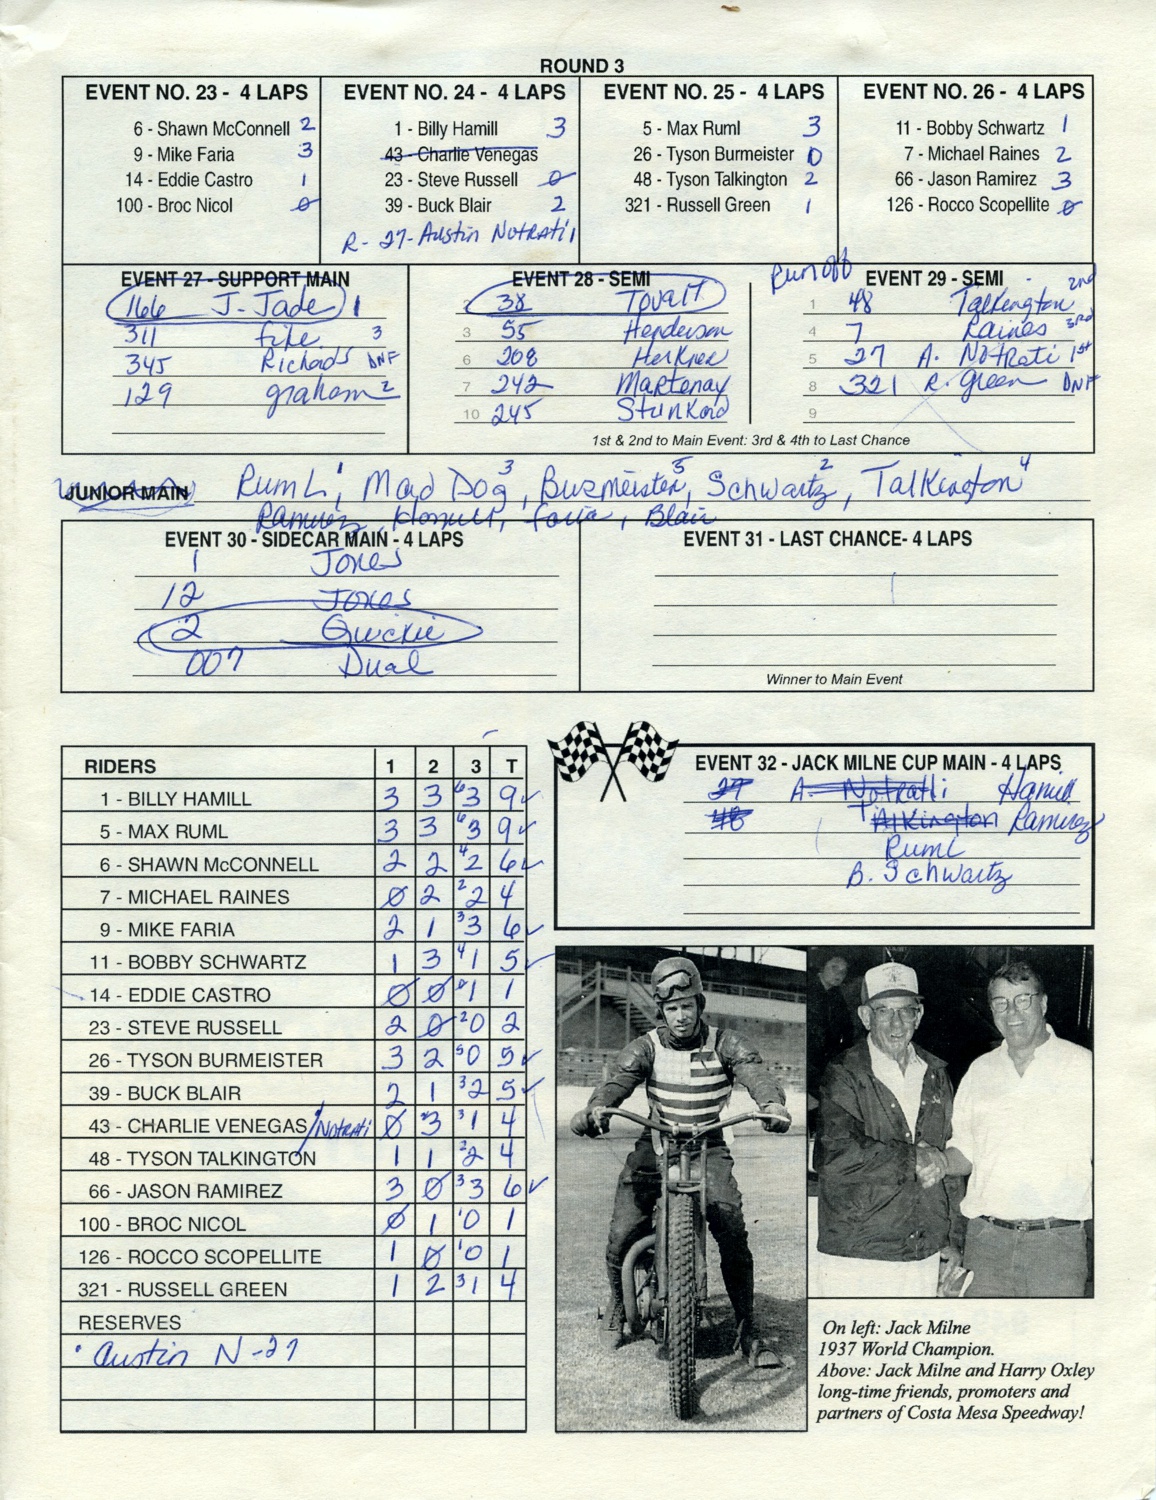 ROUND 3
EVENT NO. 23 - 4 LAPS
6 - Shawn McConnell 2
9 - Mike Faria 3
14 - Eddie Castro 1
100 - Broc Nicol 0
EVENT NO. 24 - 4 LAPS
1 - Billy Hamill 3
43 - Charlie Venegas
23 - Steve Russell 0
39 - Buck Blair 2
R - 27 - Austin Notrati 1
EVENT NO. 25 - 4 LAPS
5 - Max Ruml 3
26 - Tyson Burmeister 0
48 - Tyson Talkington 2
321 - Russell Green 1
EVENT NO. 26 - 4 LAPS
11 - Bobby Schwartz 1
7 - Michael Raines 2
66 - Jason Ramirez 3
126 - Rocco Scopellite 0
EVENT 27 - SUPPORT MAIN
166 J. Jade 1
311 fife 3
345 Richads DNF
129 graham 2
EVENT 28 - SEMI
38
3 55 Henderson
6 208 Herkner
7 242 Martenay
10 245 Stunkard
Runoff
EVENT 29 - SEMI
1 48 Talkington 2nd
4 7 Raines 3rd
5 27 A. Notrati 1st
8 321 R. green DNF
9
1st & 2nd to Main Event: 3rd & 4th to Last Chance
JUNIOR MAIN Ruml 1, Mad Dog 3, Burmeister 5, Schwartz 2, Talkington 4
Ramirez, faria, Blair
EVENT 30 - SIDECAR MAIN - 4 LAPS
1 Jones
12 Jones
2 Quickie
007 Dual
EVENT 31 - LAST CHANCE- 4 LAPS
Winner to Main Event
RIDERS 1 2 3 T
1 - BILLY HAMILL 3 3 6 3 9 ✓
5 - MAX RUML 3 3 6 3 9 ✓
6 - SHAWN McCONNELL 2 2 4 2 6 ✓
7 - MICHAEL RAINES 0 2 2 2 4
9 - MIKE FARIA 2 1 3 3 6 ✓
11 - BOBBY SCHWARTZ 1 3 4 1 5 ✓
14 - EDDIE CASTRO 0 0 0 1 1
23 - STEVE RUSSELL 2 0 2 0 2
26 - TYSON BURMEISTER 3 2 5 0 5 ✓
39 - BUCK BLAIR 2 1 3 2 5 ✓
43 - CHARLIE VENEGAS / Notrati 0 3 3 1 4
48 - TYSON TALKINGTON 1 1 2 2 4
66 - JASON RAMIREZ 3 0 3 3 6 ✓
100 - BROC NICOL 0 1 1 0 1
126 - ROCCO SCOPELLITE 1 0 1 0 1
321 - RUSSELL GREEN 1 2 3 1 4
RESERVES
Austin N - 27
EVENT 32 - JACK MILNE CUP MAIN - 4 LAPS
27 A. Notratli Hamill
48 Talkington Ramirez
Ruml
B. Schwartz
On left: Jack Milne
1937 World Champion.
Above: Jack Milne and Harry Oxley
long-time friends, promoters and
partners of Costa Mesa Speedway!